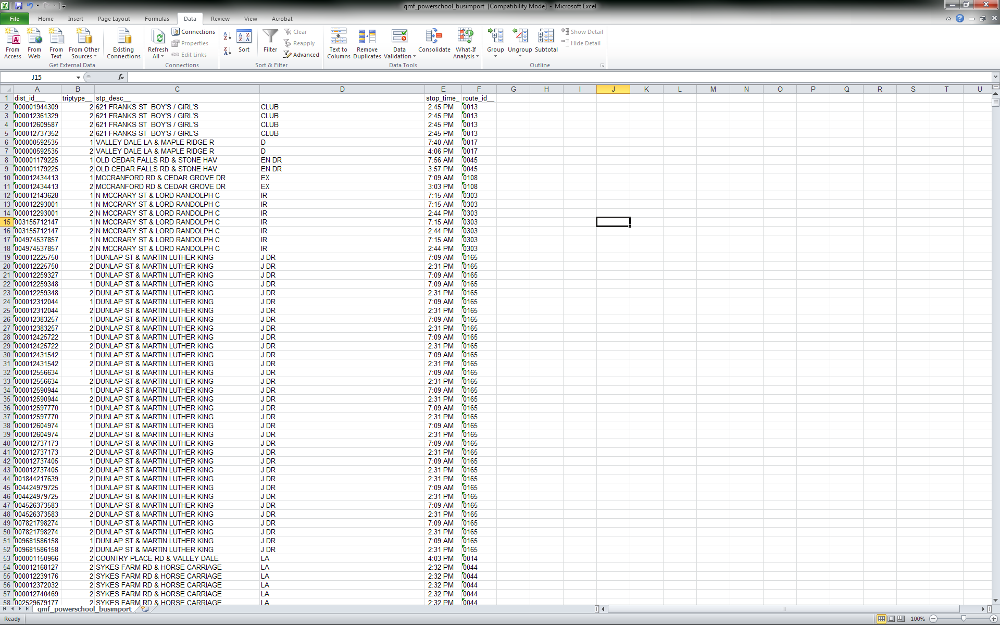 qmf_powerschool_busimport [Compatibility Mode] - Microsoft Excel
File Home Insert Page Layout Formulas Data Review View Acrobat
From Access From Web From Text From Other Sources Existing Connections Refresh All Connections Properties Edit Links Sort Filter Clear Reapply Advanced Text to Columns Remove Duplicates Data Validation Consolidate What-If Analysis Group Ungroup Subtotal Show Detail Hide Detail
Get External Data Connections Sort & Filter Data Tools Outline
J15 fx
A B C D E F G H I J K L M N O P Q R S T U
1 dist_id___ triptype__ stp_desc__ stop_time_ route_id__
2 000001944309 2 621 FRANKS ST BOY'S / GIRL'S CLUB 2:45 PM 0013
3 000012361329 2 621 FRANKS ST BOY'S / GIRL'S CLUB 2:45 PM 0013
4 000012609587 2 621 FRANKS ST BOY'S / GIRL'S CLUB 2:45 PM 0013
5 000012737352 2 621 FRANKS ST BOY'S / GIRL'S CLUB 2:45 PM 0013
6 000000592535 1 VALLEY DALE LA & MAPLE RIDGE R D 7:40 AM 0017
7 000000592535 2 VALLEY DALE LA & MAPLE RIDGE R D 4:06 PM 0017
8 000001179225 1 OLD CEDAR FALLS RD & STONE HAV EN DR 7:56 AM 0045
9 000001179225 2 OLD CEDAR FALLS RD & STONE HAV EN DR 3:57 PM 0045
10 000012434413 1 MCCRANFORD RD & CEDAR GROVE DR EX 7:09 AM 0108
11 000012434413 2 MCCRANFORD RD & CEDAR GROVE DR EX 3:03 PM 0108
12 000012143628 1 N MCCRARY ST & LORD RANDOLPH C IR 7:15 AM 0303
13 000012293001 1 N MCCRARY ST & LORD RANDOLPH C IR 7:15 AM 0303
14 000012293001 2 N MCCRARY ST & LORD RANDOLPH C IR 2:44 PM 0303
15 003155712147 1 N MCCRARY ST & LORD RANDOLPH C IR 7:15 AM 0303
16 003155712147 2 N MCCRARY ST & LORD RANDOLPH C IR 2:44 PM 0303
17 004974537857 1 N MCCRARY ST & LORD RANDOLPH C IR 7:15 AM 0303
18 004974537857 2 N MCCRARY ST & LORD RANDOLPH C IR 2:44 PM 0303
19 000012225750 1 DUNLAP ST & MARTIN LUTHER KING J DR 7:09 AM 0165
20 000012225750 2 DUNLAP ST & MARTIN LUTHER KING J DR 2:31 PM 0165
21 000012259327 1 DUNLAP ST & MARTIN LUTHER KING J DR 7:09 AM 0165
22 000012259348 1 DUNLAP ST & MARTIN LUTHER KING J DR 7:09 AM 0165
23 000012259348 2 DUNLAP ST & MARTIN LUTHER KING J DR 2:31 PM 0165
24 000012312044 1 DUNLAP ST & MARTIN LUTHER KING J DR 7:09 AM 0165
25 000012312044 2 DUNLAP ST & MARTIN LUTHER KING J DR 2:31 PM 0165
26 000012383257 1 DUNLAP ST & MARTIN LUTHER KING J DR 7:09 AM 0165
27 000012383257 2 DUNLAP ST & MARTIN LUTHER KING J DR 2:31 PM 0165
28 000012425722 1 DUNLAP ST & MARTIN LUTHER KING J DR 7:09 AM 0165
29 000012425722 2 DUNLAP ST & MARTIN LUTHER KING J DR 2:31 PM 0165
30 000012431542 1 DUNLAP ST & MARTIN LUTHER KING J DR 7:09 AM 0165
31 000012431542 2 DUNLAP ST & MARTIN LUTHER KING J DR 2:31 PM 0165
32 000012556634 1 DUNLAP ST & MARTIN LUTHER KING J DR 7:09 AM 0165
33 000012556634 2 DUNLAP ST & MARTIN LUTHER KING J DR 2:31 PM 0165
34 000012590944 1 DUNLAP ST & MARTIN LUTHER KING J DR 7:09 AM 0165
35 000012590944 2 DUNLAP ST & MARTIN LUTHER KING J DR 2:31 PM 0165
36 000012597770 1 DUNLAP ST & MARTIN LUTHER KING J DR 7:09 AM 0165
37 000012597770 2 DUNLAP ST & MARTIN LUTHER KING J DR 2:31 PM 0165
38 000012604974 1 DUNLAP ST & MARTIN LUTHER KING J DR 7:09 AM 0165
39 000012604974 2 DUNLAP ST & MARTIN LUTHER KING J DR 2:31 PM 0165
40 000012737173 1 DUNLAP ST & MARTIN LUTHER KING J DR 7:09 AM 0165
41 000012737173 2 DUNLAP ST & MARTIN LUTHER KING J DR 2:31 PM 0165
42 000012737405 1 DUNLAP ST & MARTIN LUTHER KING J DR 7:09 AM 0165
43 000012737405 2 DUNLAP ST & MARTIN LUTHER KING J DR 2:31 PM 0165
44 001844217639 2 DUNLAP ST & MARTIN LUTHER KING J DR 2:31 PM 0165
45 004424979725 1 DUNLAP ST & MARTIN LUTHER KING J DR 7:09 AM 0165
46 004424979725 2 DUNLAP ST & MARTIN LUTHER KING J DR 2:31 PM 0165
47 004526373583 1 DUNLAP ST & MARTIN LUTHER KING J DR 7:09 AM 0165
48 004526373583 2 DUNLAP ST & MARTIN LUTHER KING J DR 2:31 PM 0165
49 007821798274 1 DUNLAP ST & MARTIN LUTHER KING J DR 7:09 AM 0165
50 007821798274 2 DUNLAP ST & MARTIN LUTHER KING J DR 2:31 PM 0165
51 009681586158 1 DUNLAP ST & MARTIN LUTHER KING J DR 7:09 AM 0165
52 009681586158 2 DUNLAP ST & MARTIN LUTHER KING J DR 2:31 PM 0165
53 000001150966 2 COUNTRY PLACE RD & VALLEY DALE LA 4:03 PM 0014
54 000012168127 2 SYKES FARM RD & HORSE CARRIAGE LA 2:32 PM 0044
55 000012239176 2 SYKES FARM RD & HORSE CARRIAGE LA 2:32 PM 0044
56 000012372032 2 SYKES FARM RD & HORSE CARRIAGE LA 2:32 PM 0044
57 000012740469 2 SYKES FARM RD & HORSE CARRIAGE LA 2:32 PM 0044
58 002529679177 2 SYKES FARM RD & HORSE CARRIAGE LA 2:32 PM 0044
qmf_powerschool_busimport
Ready 100%